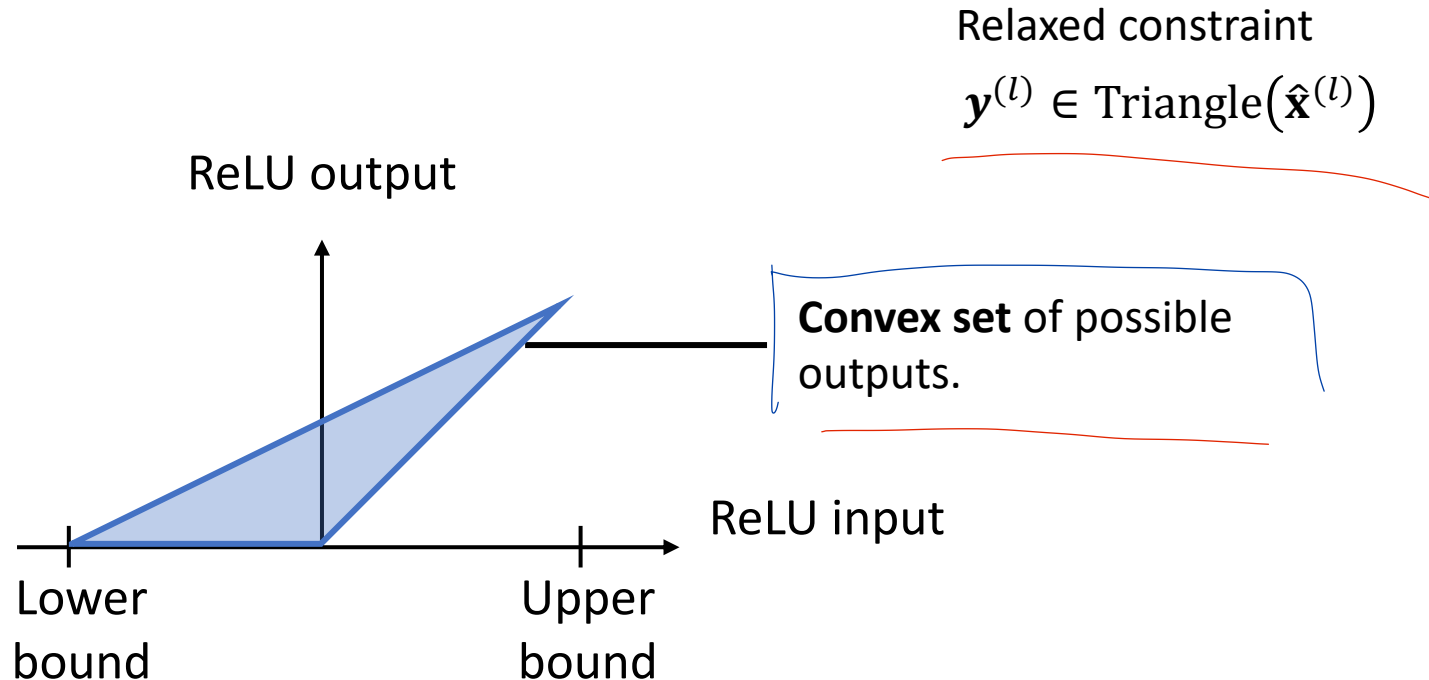 Relaxed constraint
𝒚⁽ˡ⁾ ∈ Triangle(𝐱̂⁽ˡ⁾)
ReLU output
Convex set of possible
outputs.
ReLU input
Lower
bound
Upper
bound